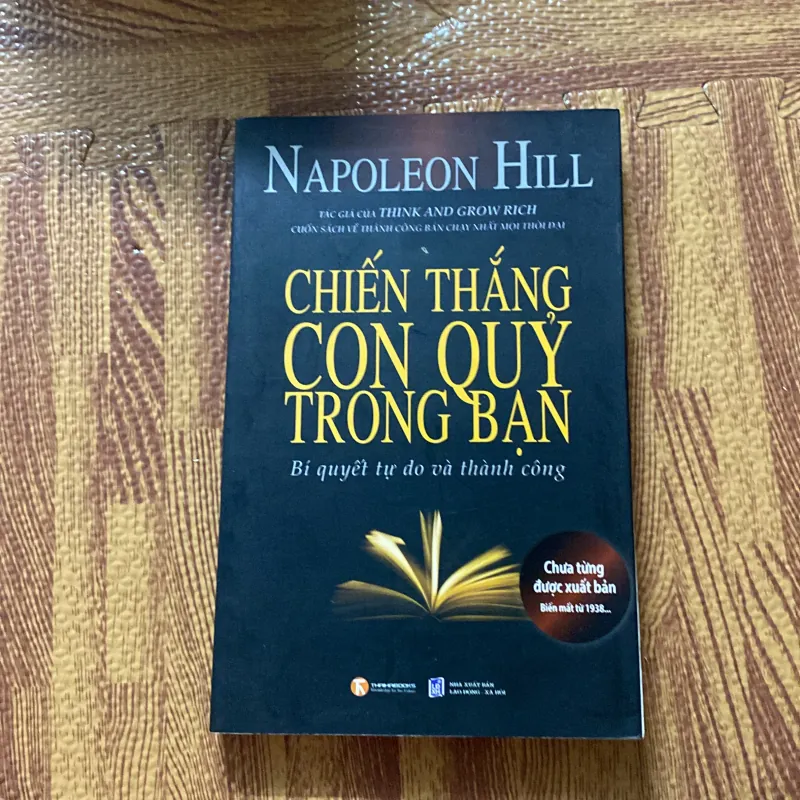 NAPOLEON HILL
TÁC GIẢ CỦA THINK AND GROW RICH
CUỐN SÁCH VỀ THÀNH CÔNG BÁN CHẠY NHẤT MỌI THỜI ĐẠI
CHIẾN THẮNG
CON QUỶ
TRONG BẠN
Bí quyết tự do và thành công
Chưa từng
được xuất bản
Biến mất từ 1938...
THAIHABOOKS
NHÀ XUẤT BẢN
LAO ĐỘNG - XÃ HỘI